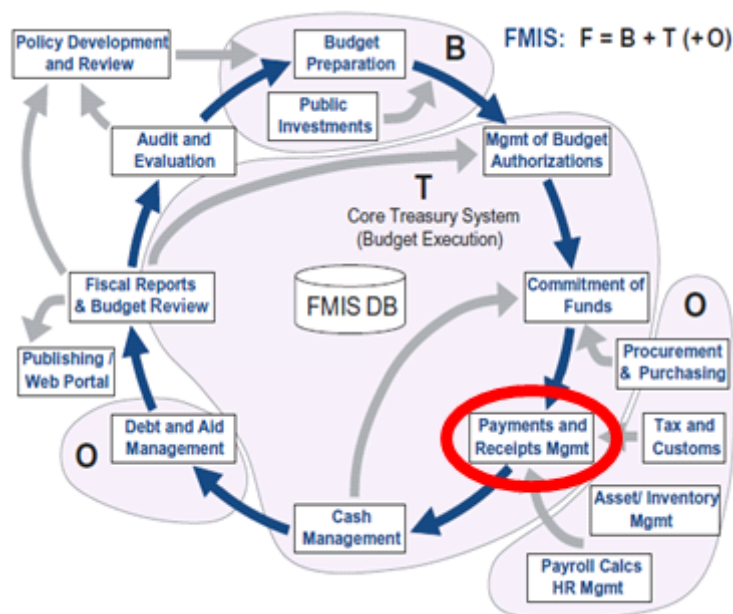 FMIS: F = B + T (+O)
Policy Development
and Review
Budget
Preparation
B
Public
Investments
Audit and
Evaluation
Mgmt of Budget
Authorizations
T
Core Treasury System
(Budget Execution)
Fiscal Reports
& Budget Review
FMIS DB
Commitment of
Funds
O
Publishing /
Web Portal
Procurement
& Purchasing
Debt and Aid
Management
O
Payments and
Receipts Mgmt
Tax and
Customs
Cash
Management
Asset/ Inventory
Mgmt
Payroll Calcs
HR Mgmt